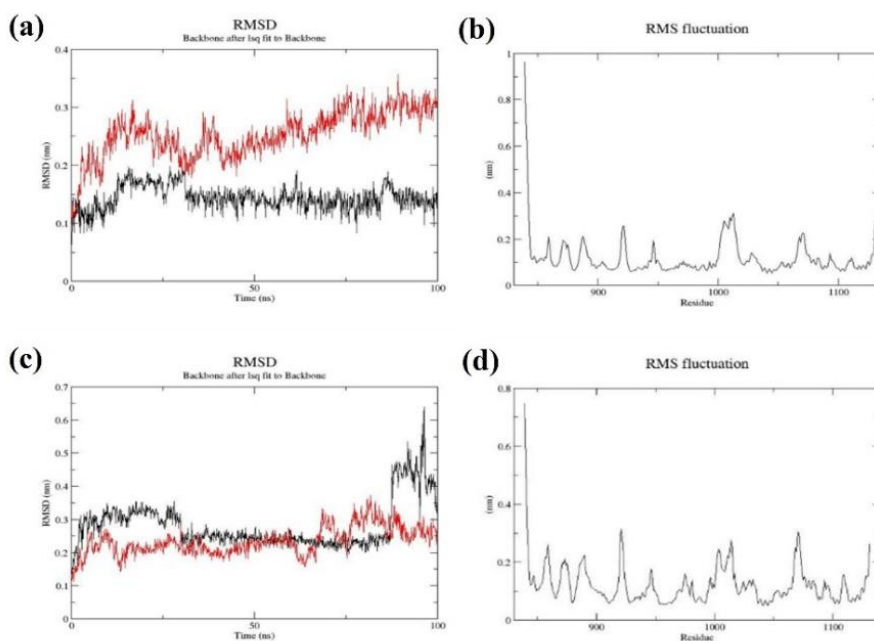 (a)
RMSD
Backbone after lsq fit to Backbone
0.4
0.3
0.2
0.1
0
RMSD (nm)
0
50
100
Time (ns)
(b)
RMS fluctuation
1
0.8
0.6
0.4
0.2
0
(nm)
900
1000
1100
Residue
(c)
RMSD
Backbone after lsq fit to Backbone
0.7
0.6
0.5
0.4
0.3
0.2
0.1
0
RMSD (nm)
0
50
100
Time (ns)
(d)
RMS fluctuation
0.8
0.6
0.4
0.2
0
(nm)
900
1000
1100
Residue